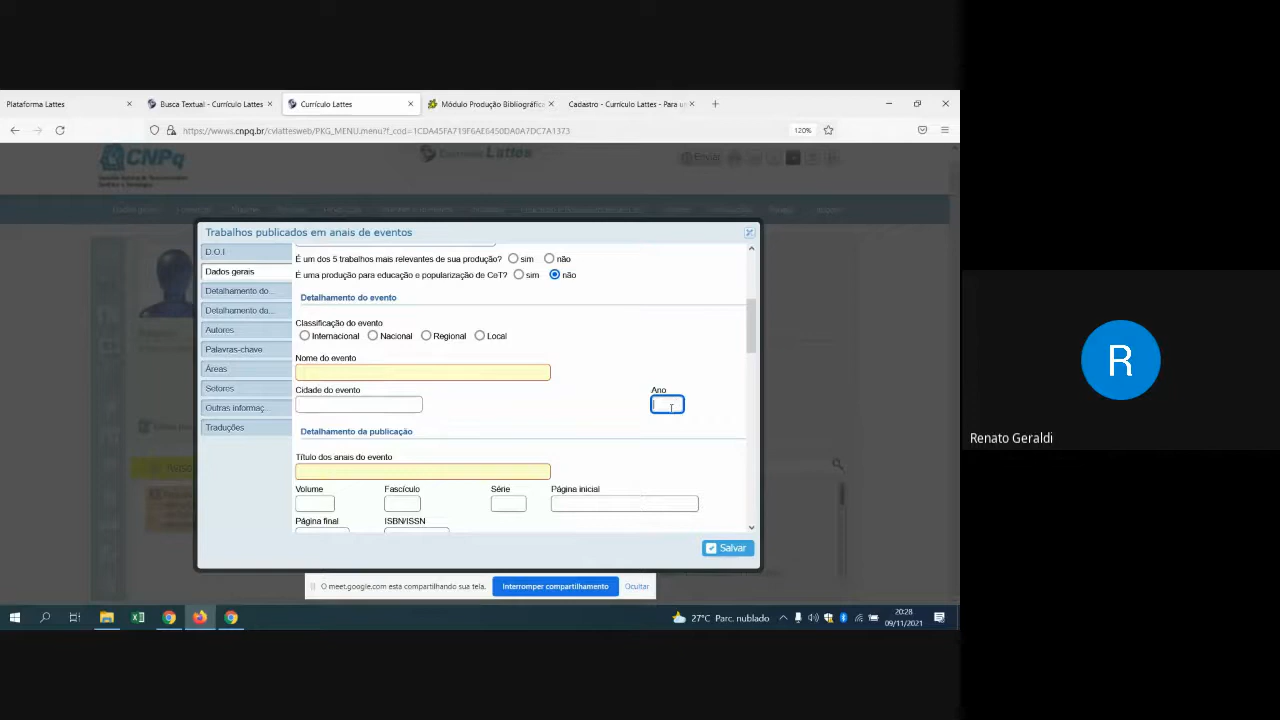 Plataforma Lattes
Busca Textual - Currículo Lattes
Currículo Lattes
Módulo Produção Bibliográfica
Cadastro - Currículo Lattes - Para u
https://wwws.cnpq.br/cvlattesweb/PKG_MENU.menu?f_cod=1CDA45FA719F6AE6450DA0A7DC7A1373
120%
CNPq
Lattes
Enviar
Trabalhos publicados em anais de eventos
D.O.I
Dados gerais
Detalhamento do...
Detalhamento da...
Autores
Palavras-chave
Áreas
Setores
Outras informaç...
Traduções
É um dos 5 trabalhos mais relevantes de sua produção? sim não
É uma produção para educação e popularização de C&T? sim não
Detalhamento do evento
Classificação do evento
Internacional Nacional Regional Local
Nome do evento
Cidade do evento Ano
Detalhamento da publicação
Título dos anais do evento
Volume Fascículo Série Página inicial
Página final ISBN/ISSN
Salvar
O meet.google.com esta compartilhando sua tela. Interromper compartilhamento Ocultar
27°C Parc. nublado
20:28
09/11/2021
R
Renato Geraldi